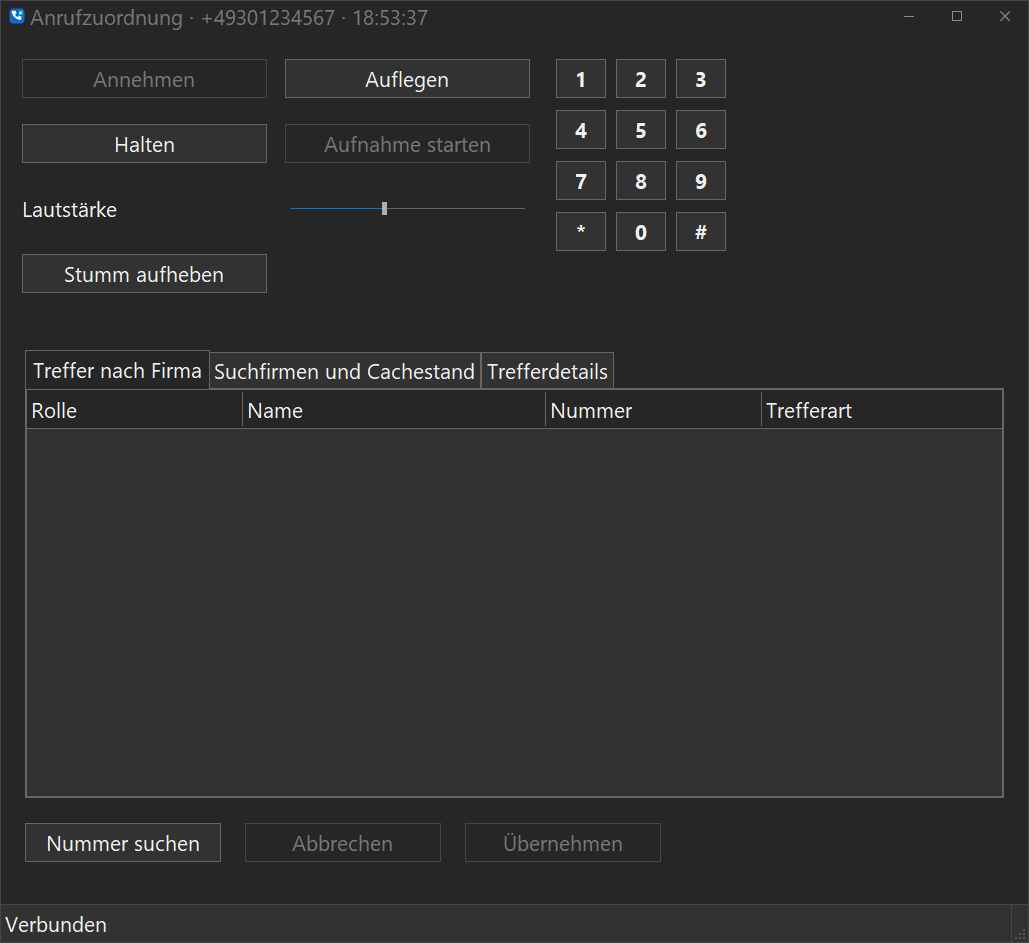 Anrufzuordnung · +49301234567 · 18:53:37
Annehmen Auflegen 1 2 3
Halten Aufnahme starten 4 5 6
7 8 9
Lautstärke
* 0 #
Stumm aufheben
Treffer nach Firma Suchfirmen und Cachestand Trefferdetails
Rolle Name Nummer Trefferart
Nummer suchen Abbrechen Übernehmen
Verbunden